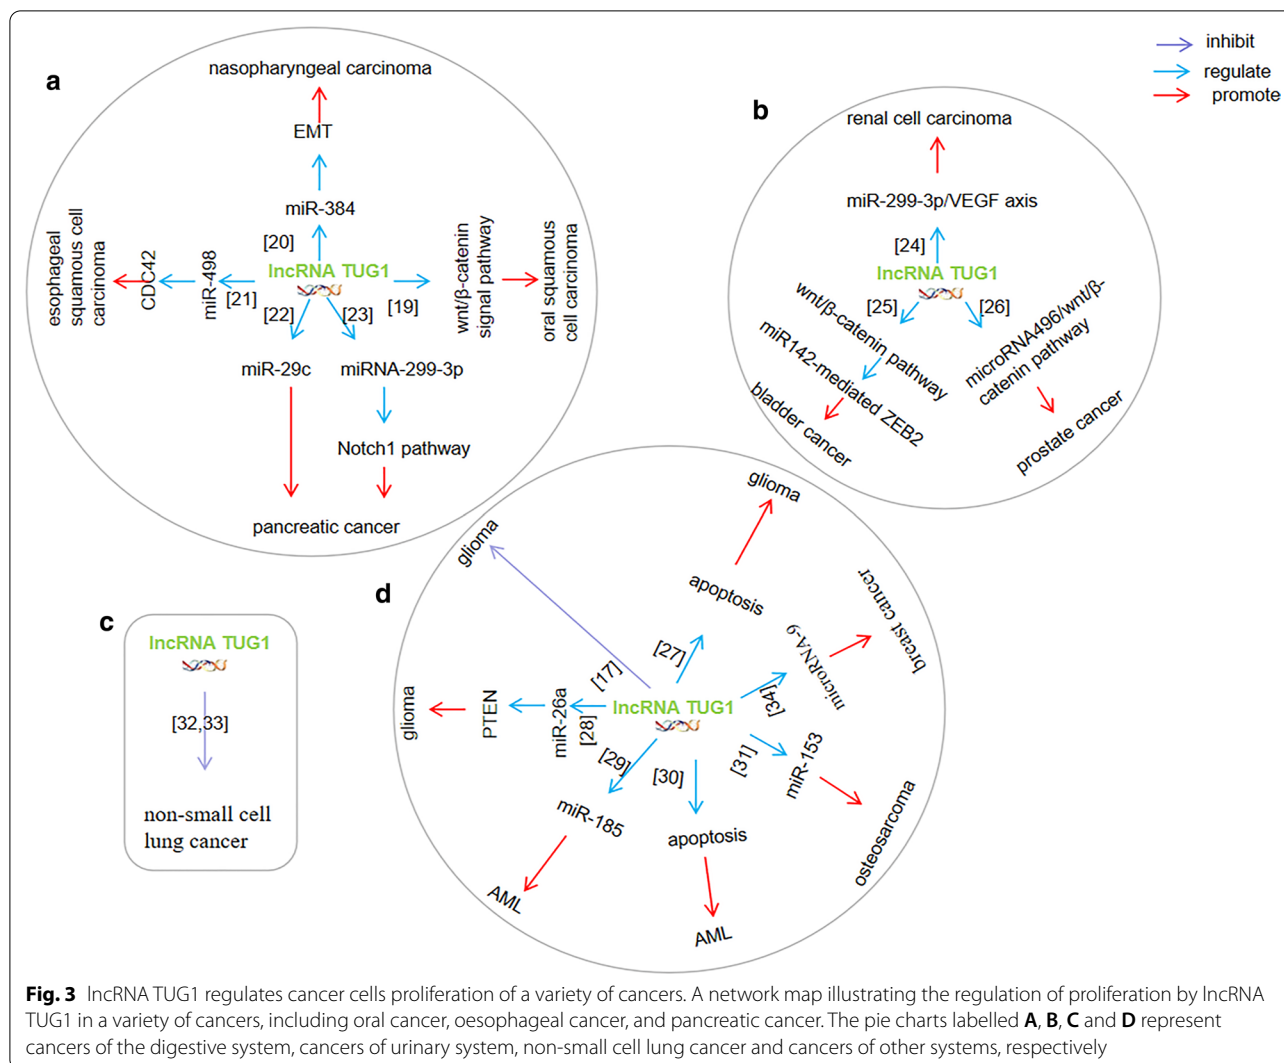 inhibit
regulate
promote
a
nasopharyngeal carcinoma
EMT
miR-384
[20]
lncRNA TUG1
esophageal
squamous cell
carcinoma
CDC42
miR-498
[21]
[22]
[23]
[19]
wnt/β-catenin
signal pathway
oral squamous
cell carcinoma
miR-29c
miRNA-299-3p
Notch1 pathway
pancreatic cancer
b
renal cell carcinoma
miR-299-3p/VEGF axis
[24]
lncRNA TUG1
[25]
[26]
wnt/β-catenin pathway
miR142-mediated ZEB2
bladder cancer
microRNA496/wnt/β-
catenin pathway
prostate cancer
c
lncRNA TUG1
[32,33]
non-small cell
lung cancer
d
glioma
glioma
apoptosis
breast cancer
microRNA-9
[17]
[27]
[34]
lncRNA TUG1
glioma
PTEN
miR-26a
[28]
[29]
[30]
[31]
miR-153
miR-185
apoptosis
osteosarcoma
AML
AML
Fig. 3 lncRNA TUG1 regulates cancer cells proliferation of a variety of cancers. A network map illustrating the regulation of proliferation by lncRNA
TUG1 in a variety of cancers, including oral cancer, oesophageal cancer, and pancreatic cancer. The pie charts labelled A, B, C and D represent
cancers of the digestive system, cancers of urinary system, non-small cell lung cancer and cancers of other systems, respectively